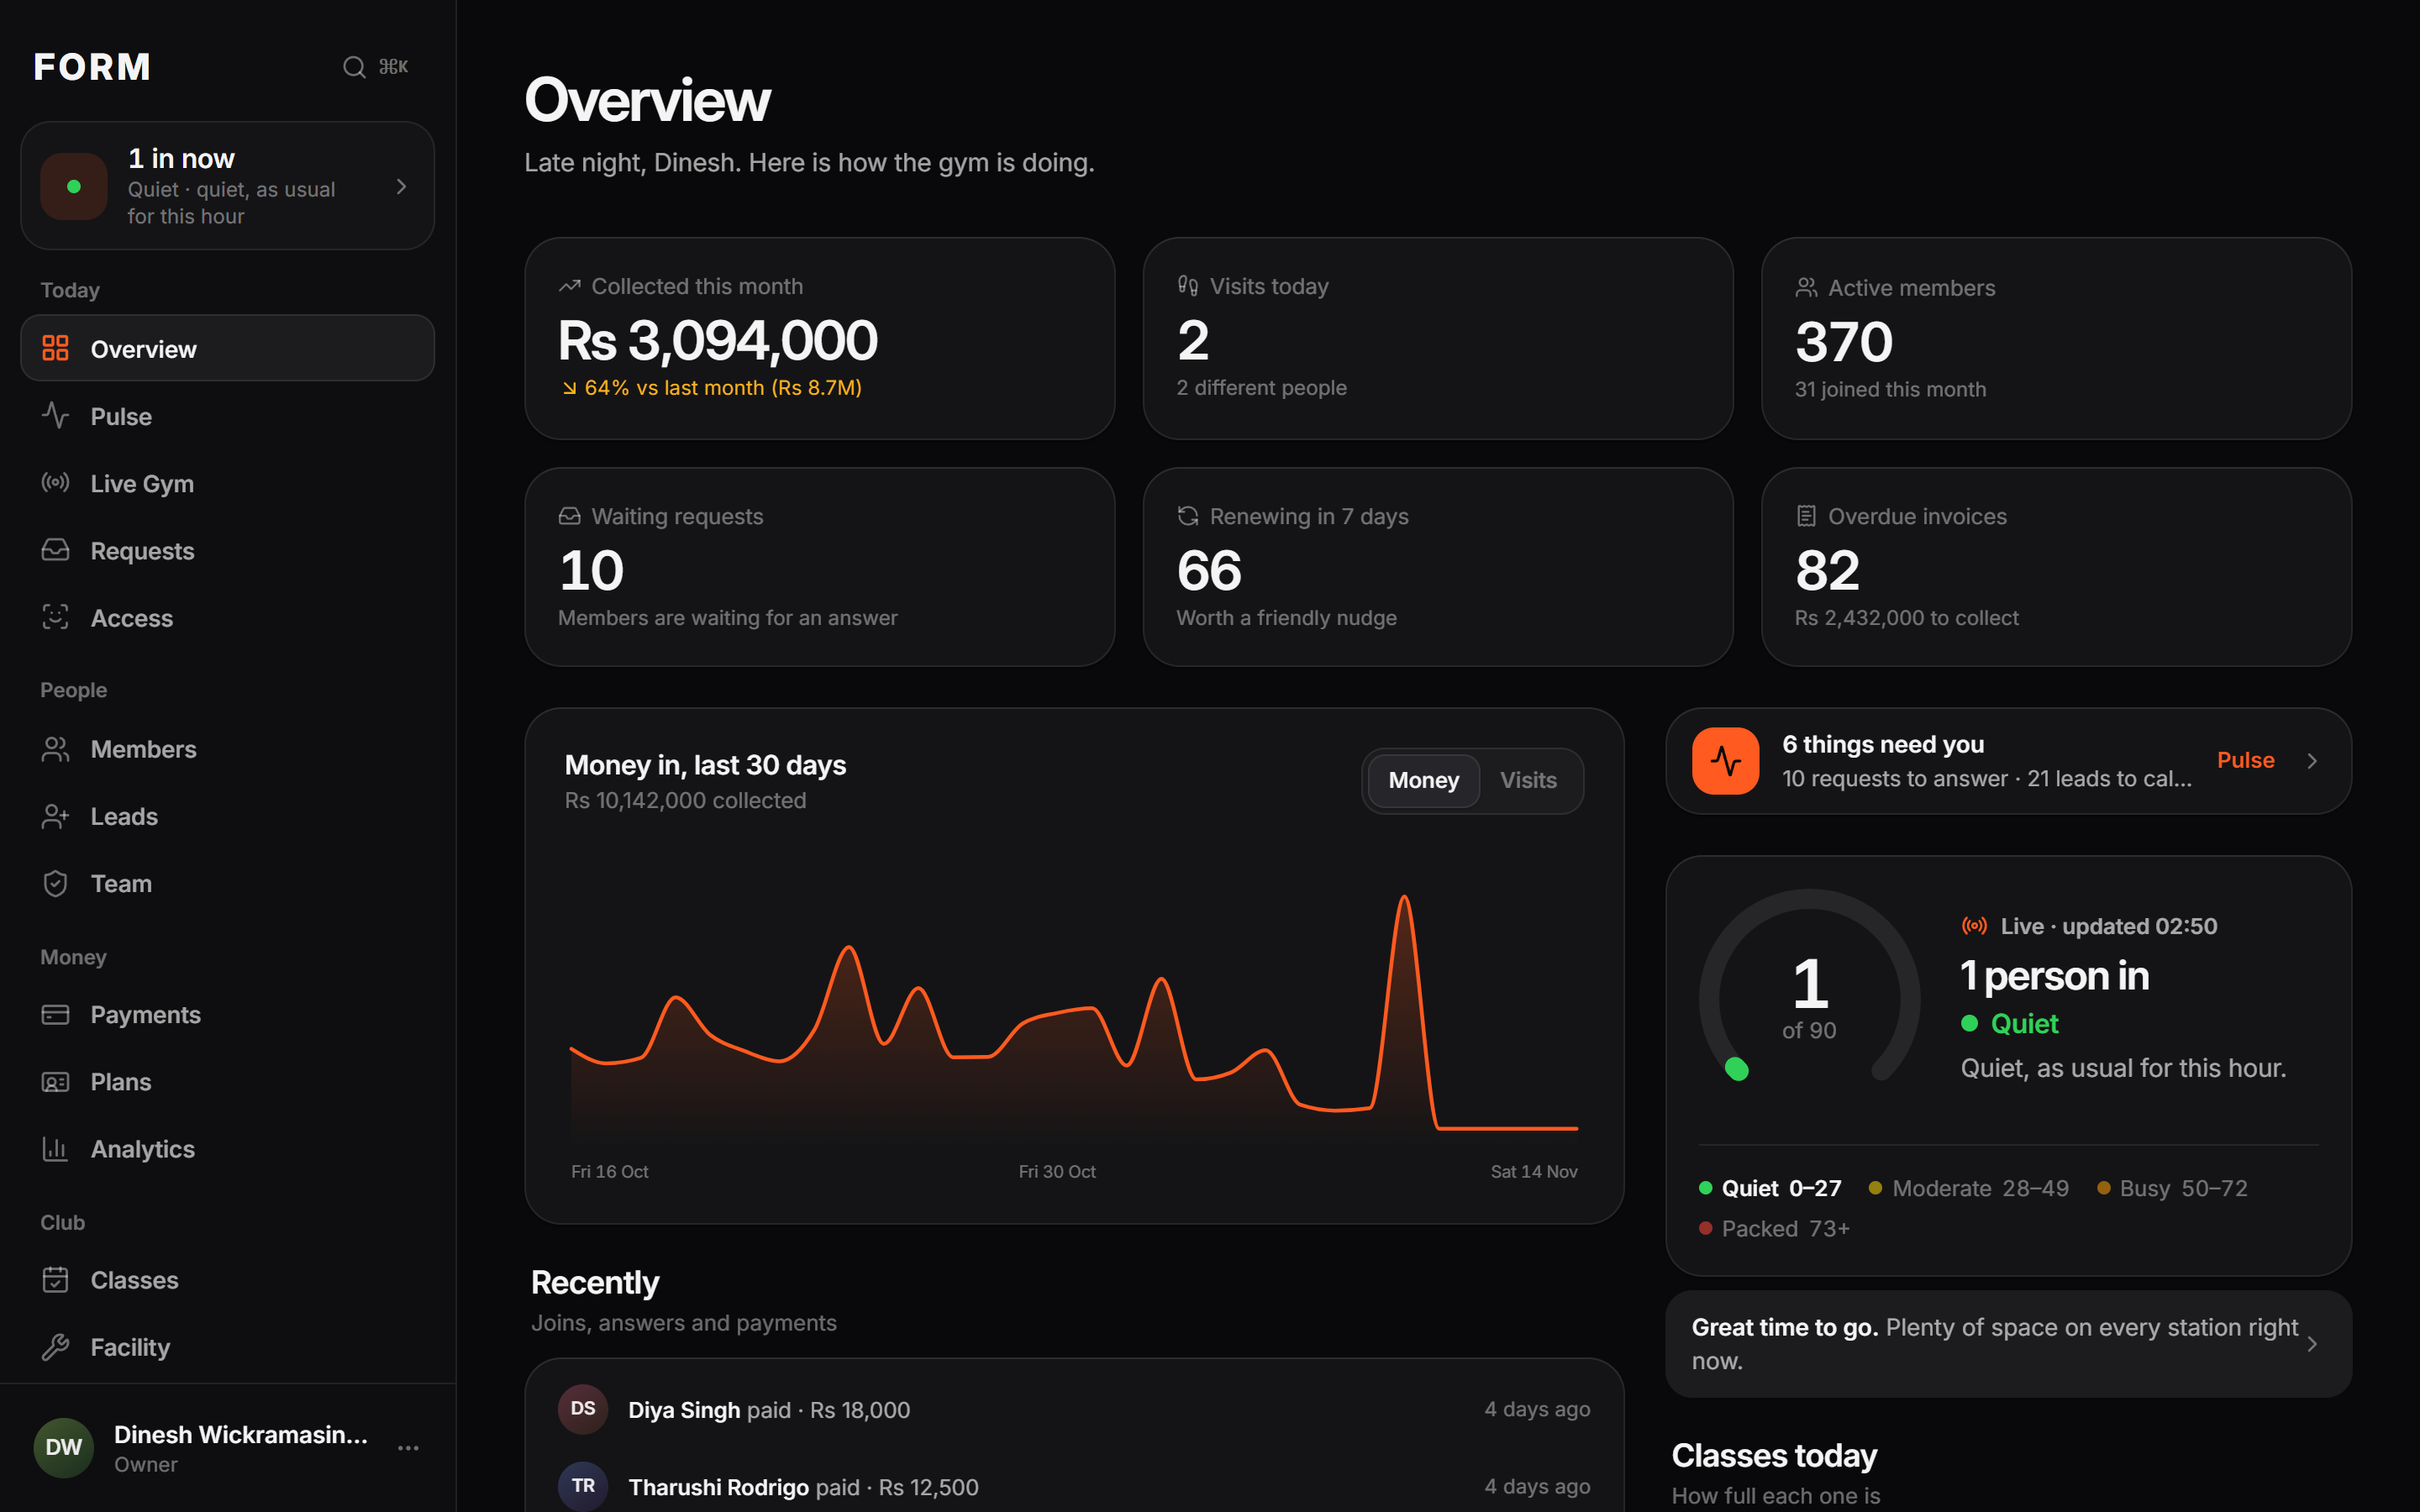 FORM
⌘K
1 in now
Quiet · quiet, as usual
for this hour
Today
Overview
Pulse
Live Gym
Requests
Access
People
Members
Leads
Team
Money
Payments
Plans
Analytics
Club
Classes
Facility
DW
Dinesh Wickramasin...
Owner
Overview
Late night, Dinesh. Here is how the gym is doing.
Collected this month
Rs 3,094,000
64% vs last month (Rs 8.7M)
Visits today
2
2 different people
Active members
370
31 joined this month
Waiting requests
10
Members are waiting for an answer
Renewing in 7 days
66
Worth a friendly nudge
Overdue invoices
82
Rs 2,432,000 to collect
Money in, last 30 days
Rs 10,142,000 collected
Money
Visits
Fri 16 Oct
Fri 30 Oct
Sat 14 Nov
Recently
Joins, answers and payments
DS
Diya Singh paid · Rs 18,000
4 days ago
TR
Tharushi Rodrigo paid · Rs 12,500
4 days ago
6 things need you
10 requests to answer · 21 leads to cal...
Pulse
1
of 90
Live · updated 02:50
1 person in
Quiet
Quiet, as usual for this hour.
Quiet 0–27
Moderate 28–49
Busy 50–72
Packed 73+
Great time to go. Plenty of space on every station right
now.
Classes today
How full each one is